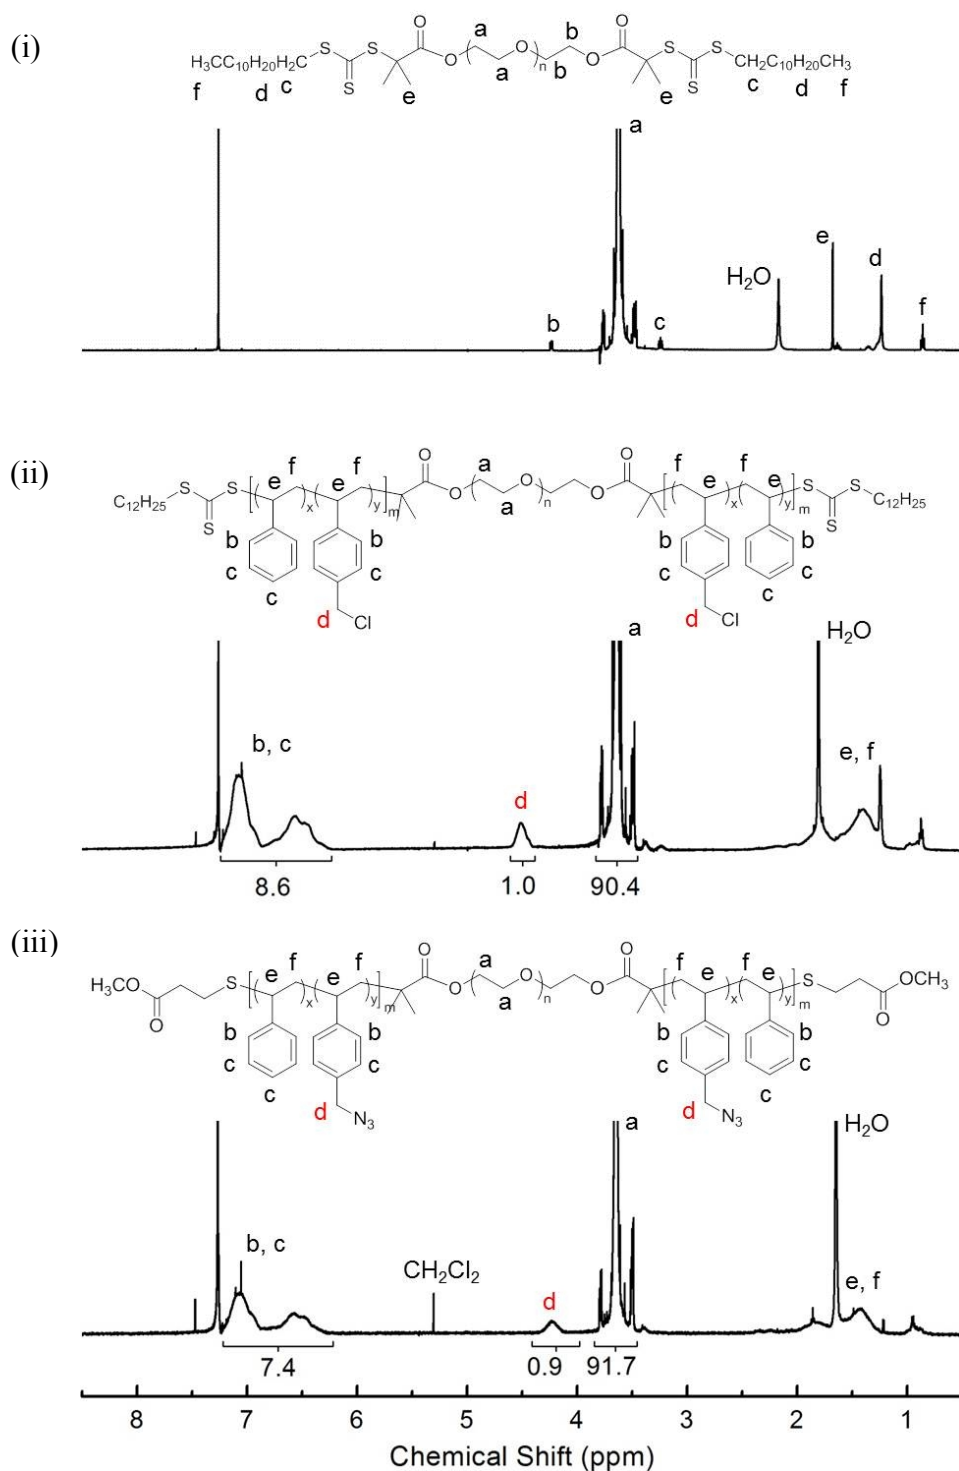 (i)
O O
a b
S S O O O S S
H₃CC₁₀H₂₀H₂C O n O CH₂C₁₀H₂₀CH₃
f d c S e a b e S c d f
a
e
d
H₂O
b c f
(ii)
f f O a O f f
e e O e e
S S x y m O n O x y m S S
C₁₂H₂₅ S a S C₁₂H₂₅
b b b b
c c c c
c c
d Cl d Cl
a H₂O
b, c e, f
d
8.6 1.0 90.4
(iii)
f f O a O f f
OCH₃ S e e O e e S OCH₃
O x y m O n O x y m O
a
b b b b
c c c c
c c
d N₃ d N₃
a H₂O
b, c CH₂Cl₂ e, f
d
7.4 0.9 91.7
8 7 6 5 4 3 2 1
Chemical Shift (ppm)